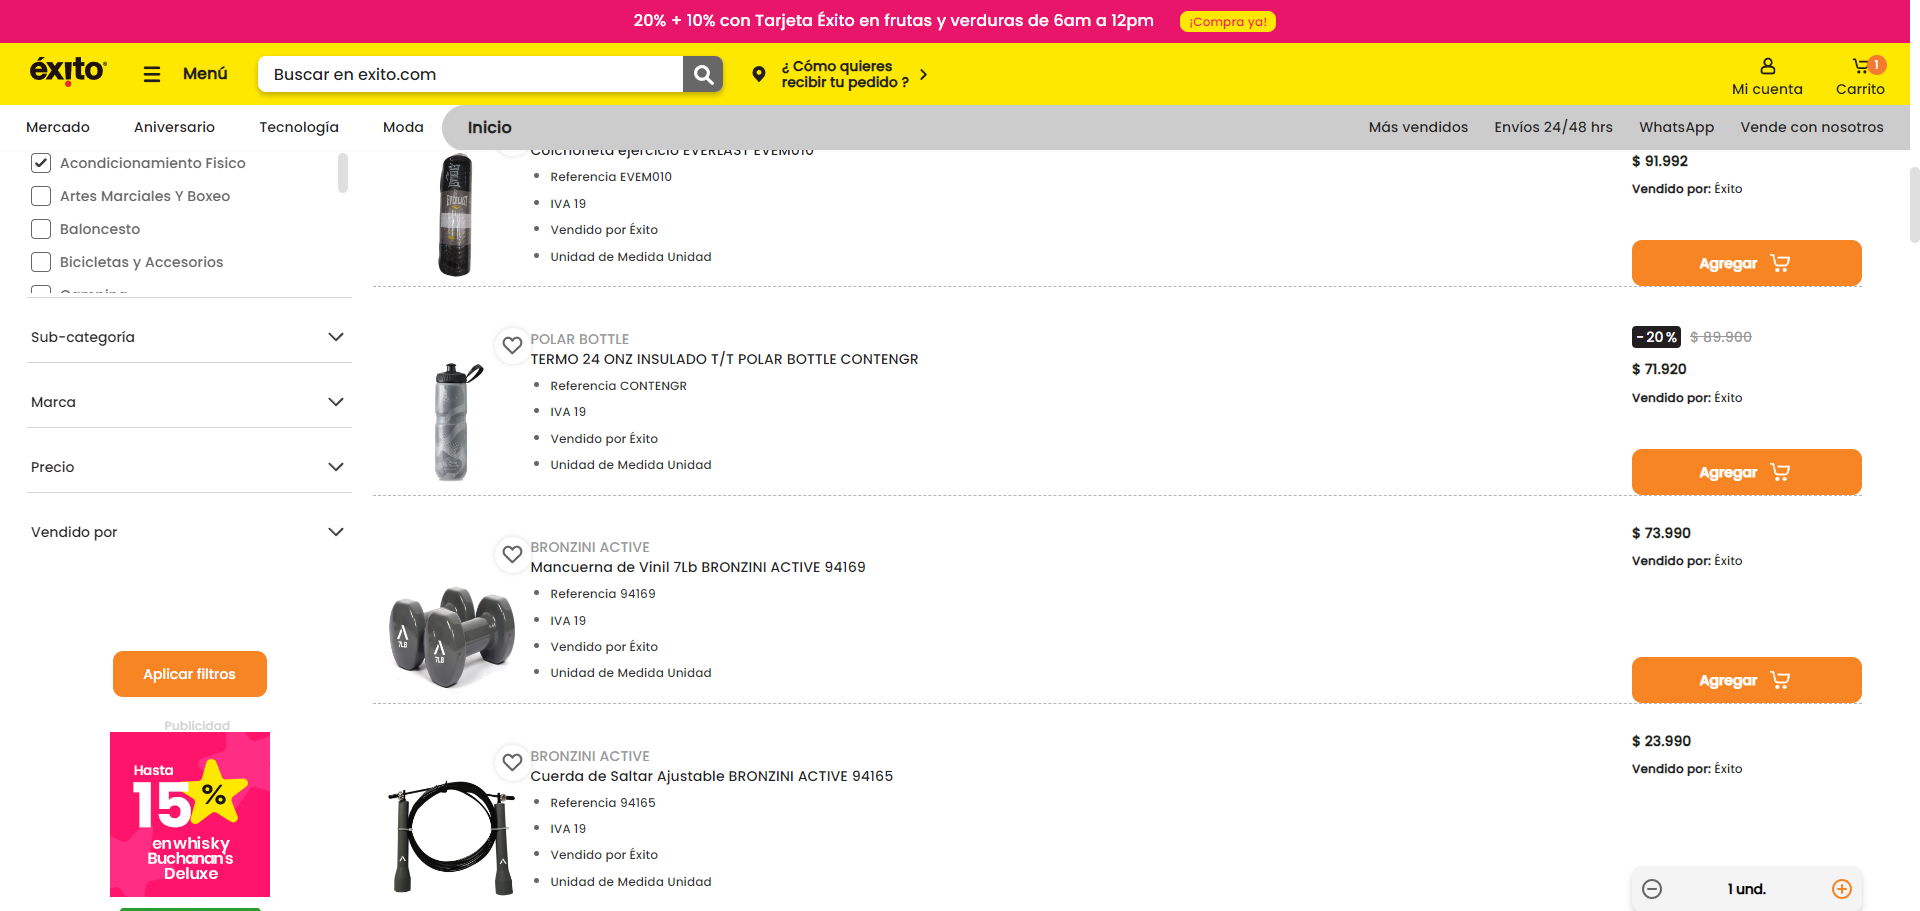 20% + 10% con Tarjeta Éxito en frutas y verduras de 6am a 12pm ¡Compra ya!
éxito
Menú
Buscar en exito.com
¿ Cómo quieres
recibir tu pedido ?
Mi cuenta
1
Carrito
Mercado
Aniversario
Tecnología
Moda
Inicio
Más vendidos
Envíos 24/48 hrs
WhatsApp
Vende con nosotros
Acondicionamiento Fisico
Artes Marciales Y Boxeo
Baloncesto
Bicicletas y Accesorios
Camping
Sub-categoría
Marca
Precio
Vendido por
Aplicar filtros
Publicidad
Hasta
15%
en whisky
Buchanan's
Deluxe
Colchoneta ejercicio EVERLAST EVEM010
Referencia EVEM010
IVA 19
Vendido por Éxito
Unidad de Medida Unidad
$ 91.992
Vendido por: Éxito
Agregar
POLAR BOTTLE
TERMO 24 ONZ INSULADO T/T POLAR BOTTLE CONTENGR
Referencia CONTENGR
IVA 19
Vendido por Éxito
Unidad de Medida Unidad
-20% $ 89.900
$ 71.920
Vendido por: Éxito
Agregar
7LB
7LB
BRONZINI ACTIVE
Mancuerna de Vinil 7Lb BRONZINI ACTIVE 94169
Referencia 94169
IVA 19
Vendido por Éxito
Unidad de Medida Unidad
$ 73.990
Vendido por: Éxito
Agregar
BRONZINI ACTIVE
Cuerda de Saltar Ajustable BRONZINI ACTIVE 94165
Referencia 94165
IVA 19
Vendido por Éxito
Unidad de Medida Unidad
$ 23.990
Vendido por: Éxito
1 und.